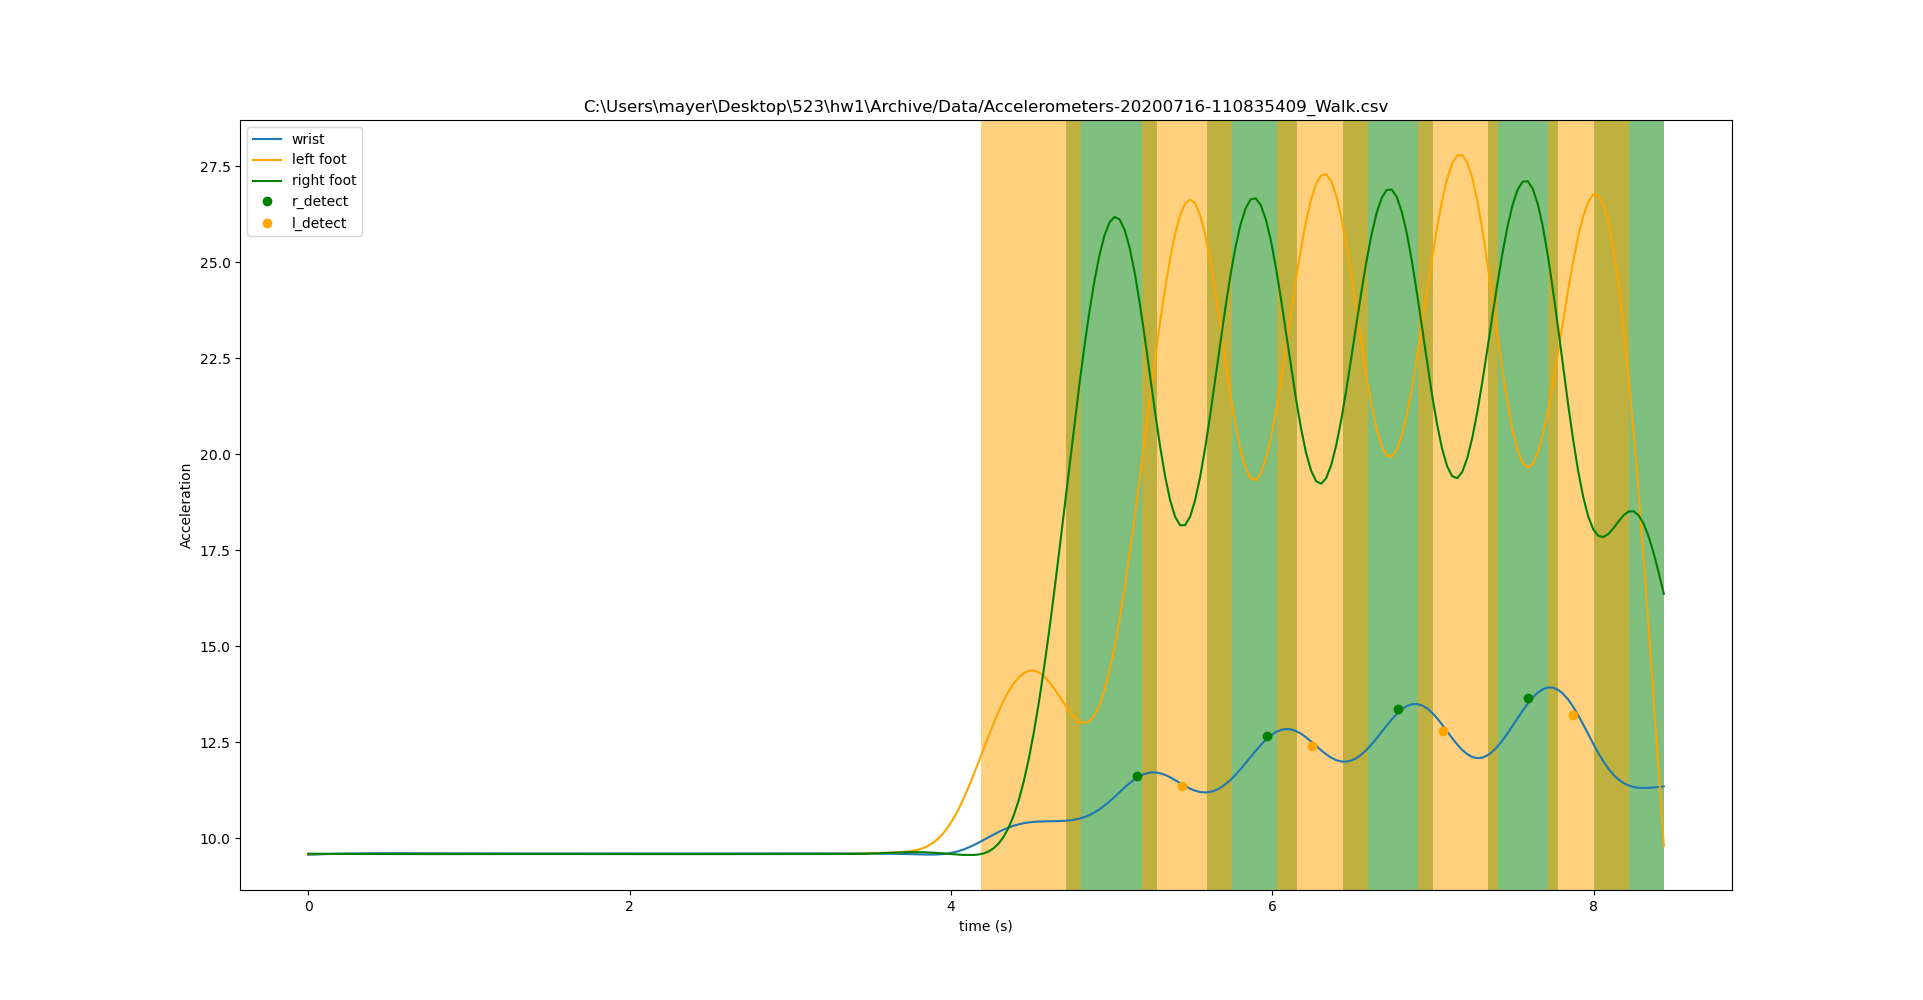 C:\Users\mayer\Desktop\523\hw1\Archive/Data/Accelerometers-20200716-110835409_Walk.csv
wrist
left foot
right foot
r_detect
l_detect
27.5
25.0
22.5
20.0
17.5
15.0
12.5
10.0
Acceleration
0 2 4 6 8
time (s)